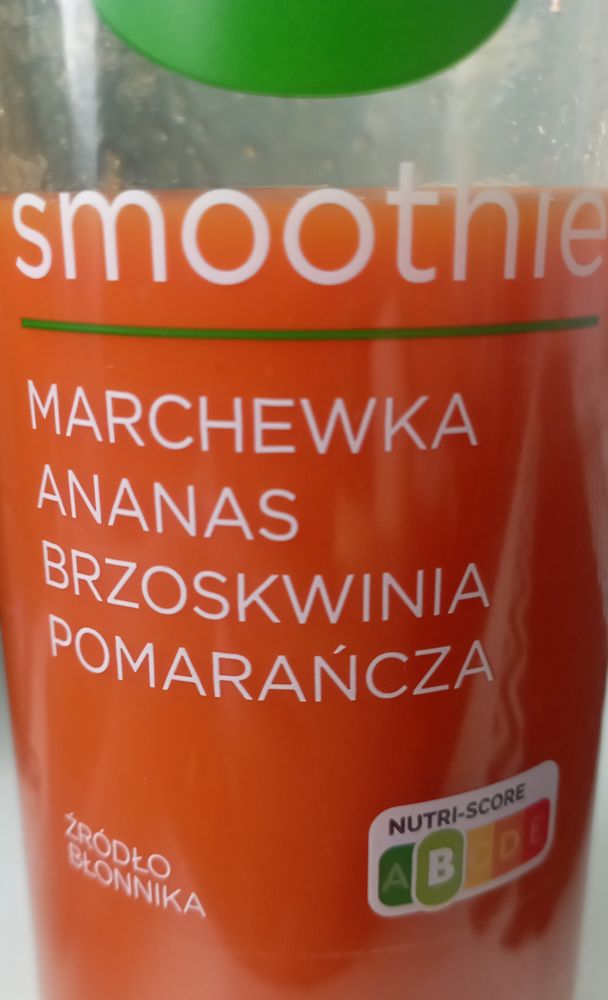 smoothie
MARCHEWKA
ANANAS
BRZOSKWINIA
POMARAŃCZA
ŹRÓDŁO
BŁONNIKA
NUTRI-SCORE
A B C D E